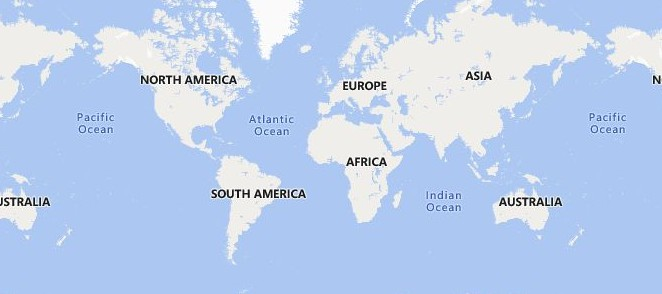 NORTH AMERICA
ASIA
N
EUROPE
Pacific
Ocean
Atlantic
Ocean
Pacific
Ocean
AFRICA
SOUTH AMERICA
Indian
Ocean
USTRALIA
AUSTRALIA